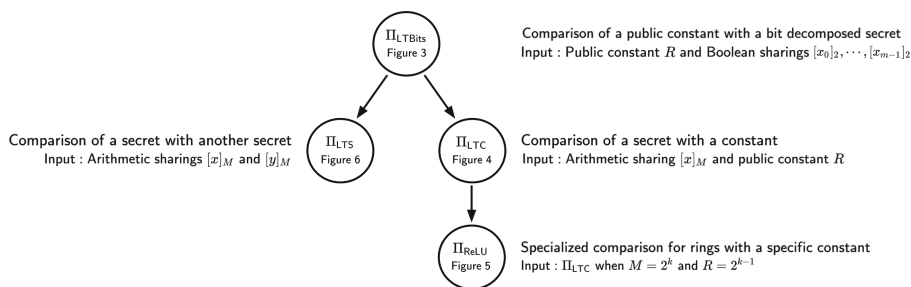 Π_LTBits
Figure 3
Comparison of a public constant with a bit decomposed secret
Input : Public constant R and Boolean sharings [x_0]_2, ⋯, [x_{m−1}]_2
Comparison of a secret with another secret
Input : Arithmetic sharings [x]_M and [y]_M
Π_LTS
Figure 6
Π_LTC
Figure 4
Comparison of a secret with a constant
Input : Arithmetic sharing [x]_M and public constant R
Π_ReLU
Figure 5
Specialized comparison for rings with a specific constant
Input : Π_LTC when M = 2^k and R = 2^{k−1}